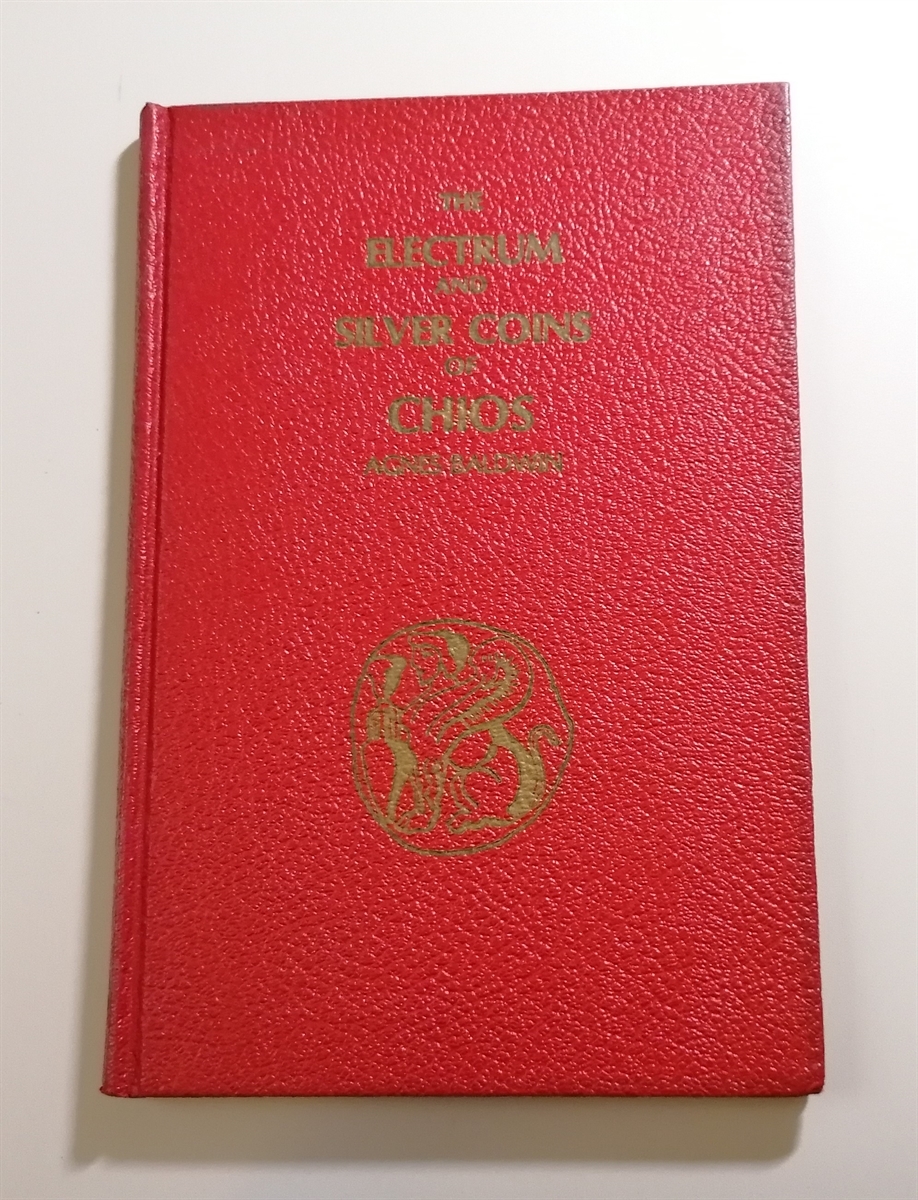 THE
ELECTRUM
AND
SILVER COINS
OF
CHIOS
AGNES BALDWIN